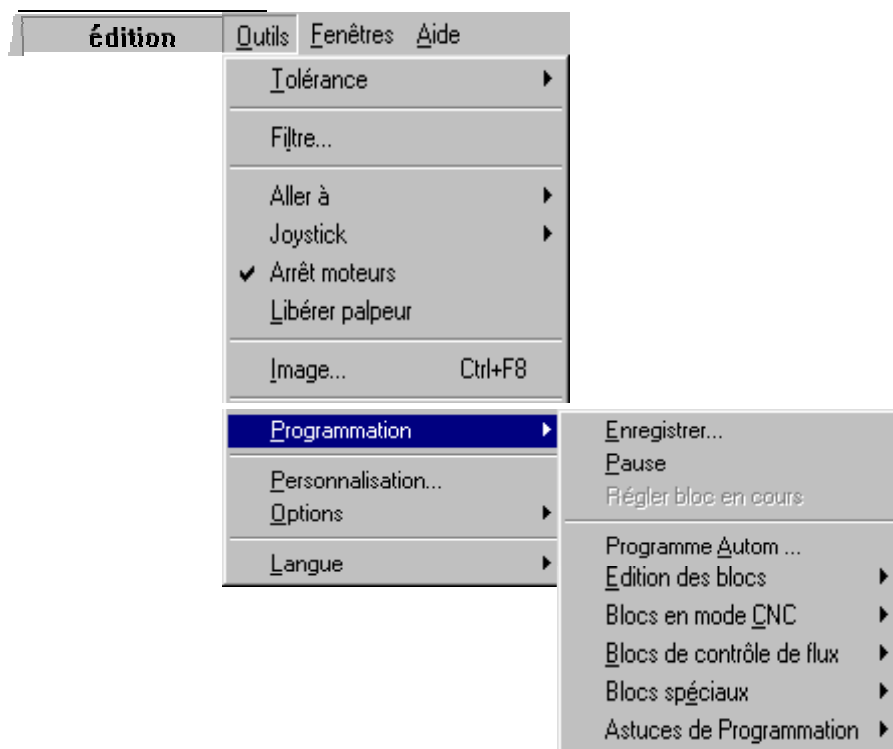 édition Outils Fenêtres Aide
Tolérance
Filtre...
Aller à
Joystick
Arrêt moteurs
Libérer palpeur
Image... Ctrl+F8
Programmation
Personnalisation...
Options
Langue
Enregistrer...
Pause
Régler bloc en cours
Programme Autom ...
Edition des blocs
Blocs en mode CNC
Blocs de contrôle de flux
Blocs spéciaux
Astuces de Programmation